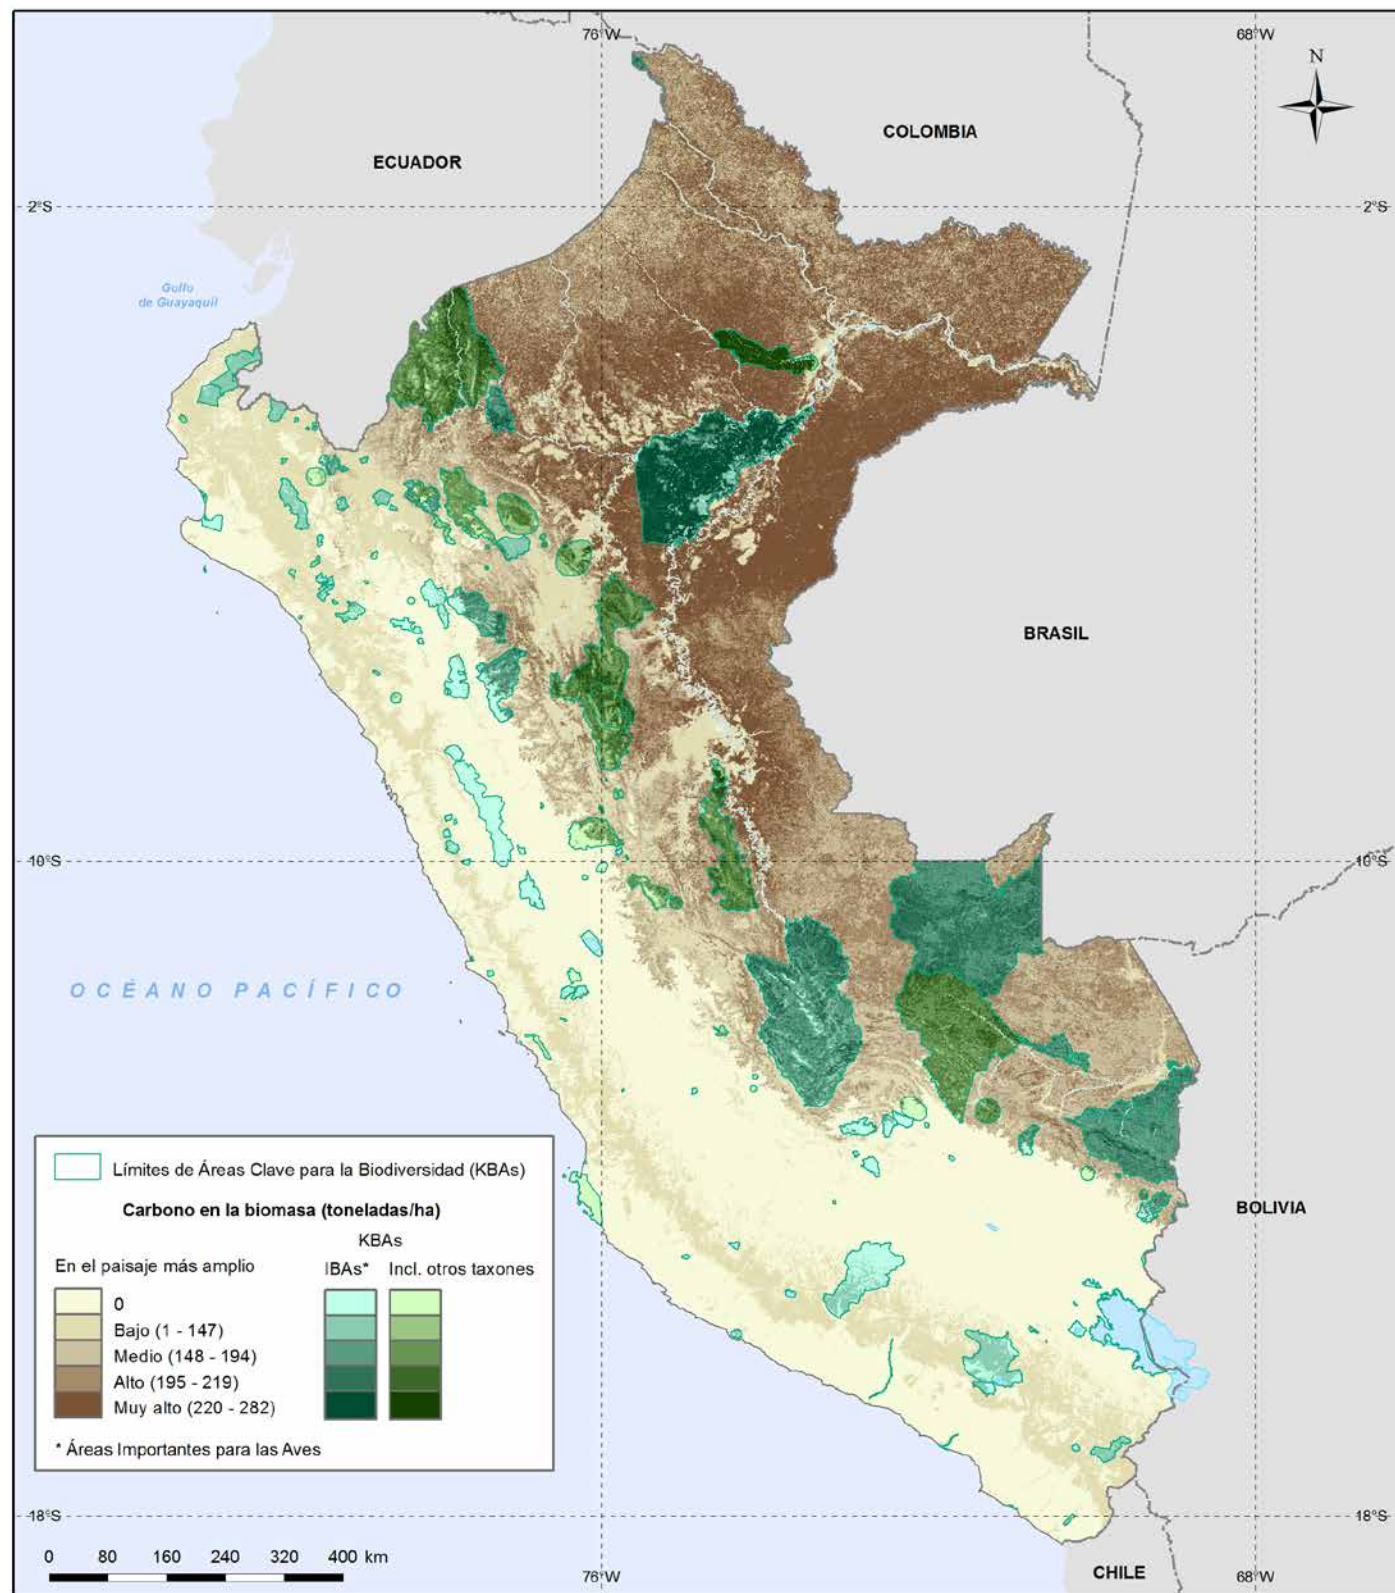 76°W
68°W
N
COLOMBIA
ECUADOR
2°S
2°S
Golfo
de Guayaquil
BRASIL
10°S
10°S
OCÉANO PACÍFICO
Límites de Áreas Clave para la Biodiversidad (KBAs)
Carbono en la biomasa (toneladas/ha)
KBAs
En el paisaje más amplio
IBAs*
Incl. otros taxones
0
Bajo (1 - 147)
Medio (148 - 194)
Alto (195 - 219)
Muy alto (220 - 282)
* Áreas Importantes para las Aves
BOLIVIA
18°S
18°S
0 80 160 240 320 400 km
76°W
68°W
CHILE